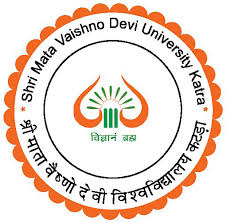 * Shri Mata Vaishno Devi University Katra *
विज्ञानं ब्रह्म
श्री माता वैष्णो देवी विश्वविद्यालय कटड़ा